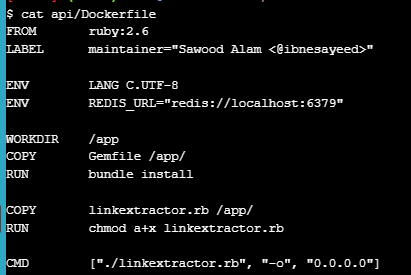 $ cat api/Dockerfile
FROM ruby:2.6
LABEL maintainer="Sawood Alam <@ibnesayeed>"
ENV LANG C.UTF-8
ENV REDIS_URL="redis://localhost:6379"
WORKDIR /app
COPY Gemfile /app/
RUN bundle install
COPY linkextractor.rb /app/
RUN chmod a+x linkextractor.rb
CMD ["./linkextractor.rb", "-o", "0.0.0.0"]